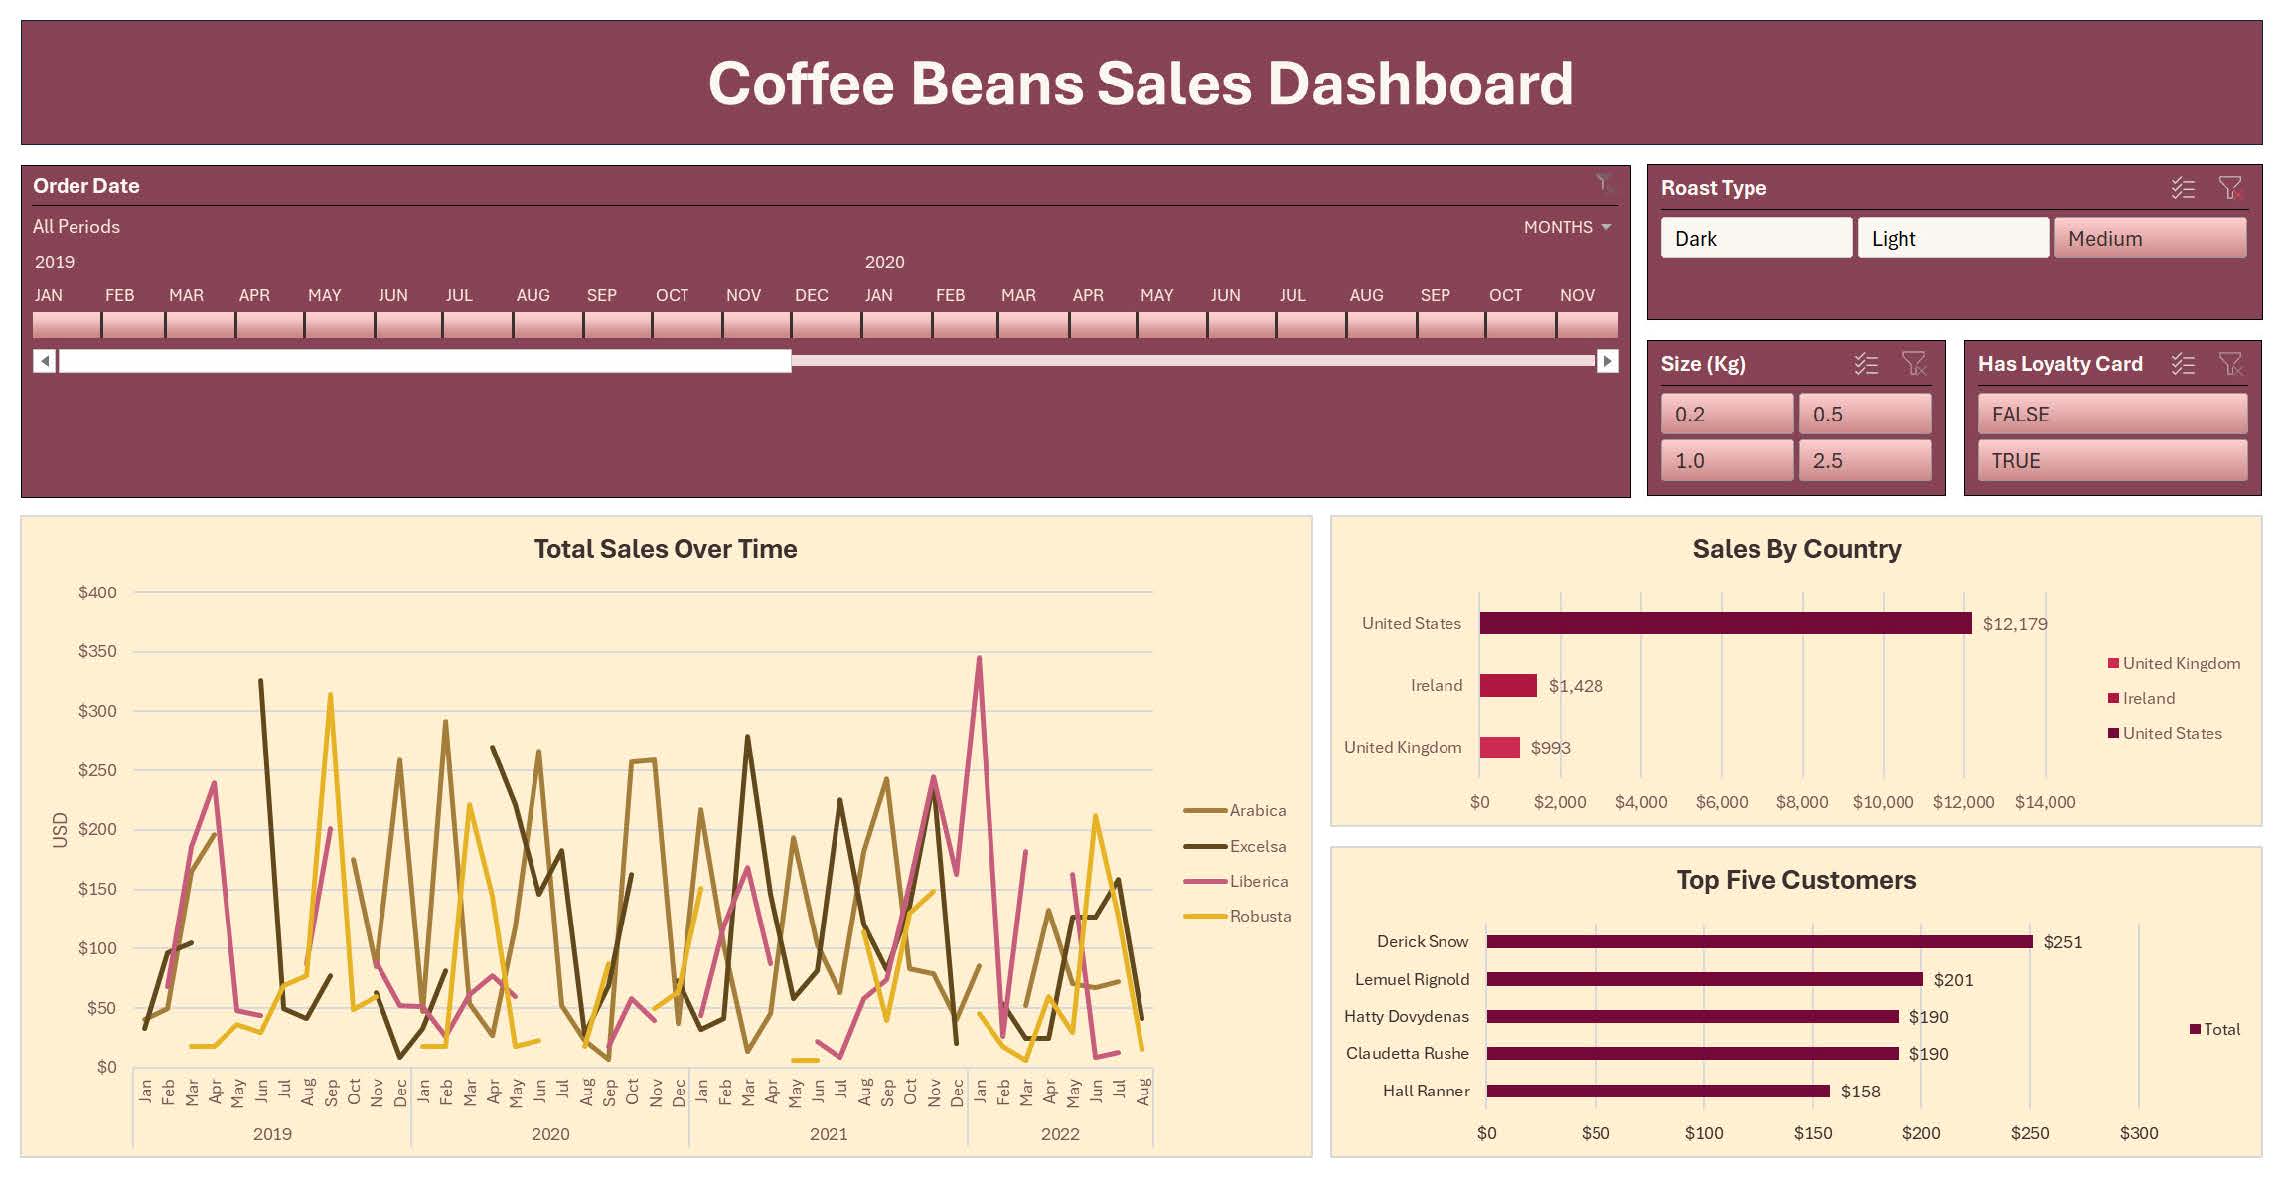 Coffee Beans Sales Dashboard
Order Date
All Periods MONTHS
2019 2020
JAN FEB MAR APR MAY JUN JUL AUG SEP OCT NOV DEC JAN FEB MAR APR MAY JUN JUL AUG SEP OCT NOV
Roast Type
Dark Light Medium
Size (Kg)
0.2 0.5
1.0 2.5
Has Loyalty Card
FALSE
TRUE
Total Sales Over Time
$400
$350
$300
$250
$200
$150
$100
$50
$0
USD
Jan Feb Mar Apr May Jun Jul Aug Sep Oct Nov Dec Jan Feb Mar Apr May Jun Jul Aug Sep Oct Nov Dec Jan Feb Mar Apr May Jun Jul Aug Sep Oct Nov Dec Jan Feb Mar Apr May Jun Jul Aug
2019 2020 2021 2022
Arabica
Excelsa
Liberica
Robusta
Sales By Country
United States $12,179
Ireland $1,428
United Kingdom $993
$0 $2,000 $4,000 $6,000 $8,000 $10,000 $12,000 $14,000
United Kingdom
Ireland
United States
Top Five Customers
Derick Snow $251
Lemuel Rignold $201
Hatty Dovydenas $190
Claudetta Rushe $190
Hall Ranner $158
$0 $50 $100 $150 $200 $250 $300
Total